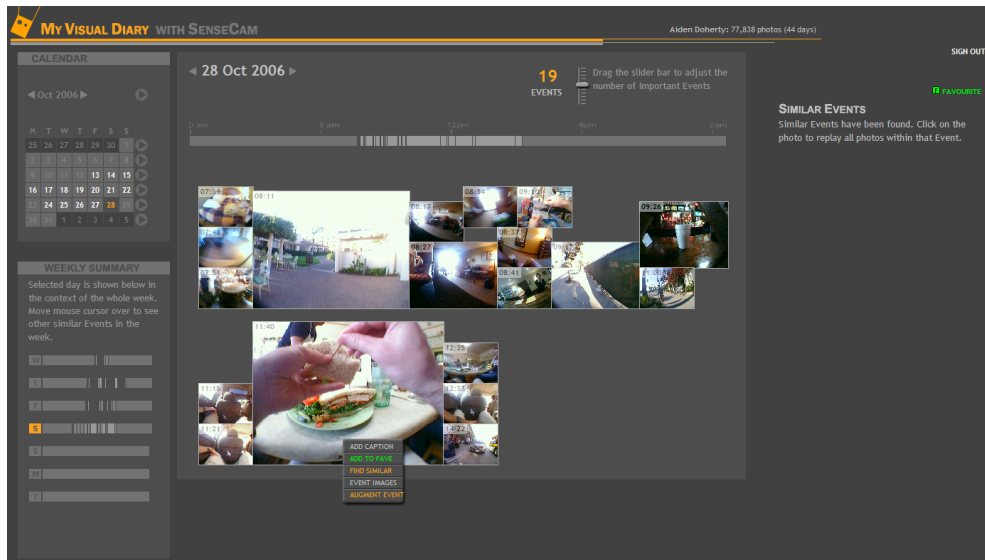 MY VISUAL DIARY WITH SENSECAM
Aiden Doherty: 77,838 photos (44 days)
SIGN OUT
CALENDAR
Oct 2006
M T W T F S S
25 26 27 28 29 30 1
2 3 4 5 6 7 8
9 10 11 12 13 14 15
16 17 18 19 20 21 22
23 24 25 26 27 28 29
30 31 1 2 3 4 5
WEEKLY SUMMARY
Selected day is shown below in
the context of the whole week.
Move mouse cursor over to see
other similar Events in the
week.
W
T
F
S
S
M
T
28 Oct 2006
19
EVENTS
Drag the slider bar to adjust the
number of Important Events
0 am
6 am
12pm
6pm
0am
07:39
08:11
08:17
08:34
09:10
09:26
07:48
08:27
08:37
09:17
07:51
08:41
11:00
11:40
12:25
11:18
12:33
11:21
14:22
ADD CAPTION
ADD TO FAVE
FIND SIMILAR
EVENT IMAGES
AUGMENT EVENT
FAVOURITE
SIMILAR EVENTS
Similar Events have been found. Click on the
photo to replay all photos within that Event.